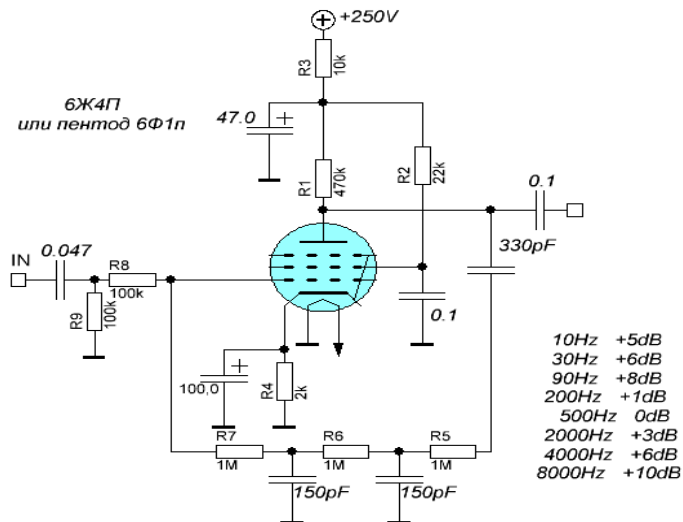 +250V
R3
10k
6Ж4П
или пентод 6Ф1п
47.0
+
R1
470k
R2
22k
0.1
330pF
IN
0.047
R8
100k
R9
100k
0.1
+
100,0
R4
2k
R7
1M
R6
1M
R5
1M
150pF
150pF
10Hz +5dB
30Hz +6dB
90Hz +8dB
200Hz +1dB
500Hz 0dB
2000Hz +3dB
4000Hz +6dB
8000Hz +10dB